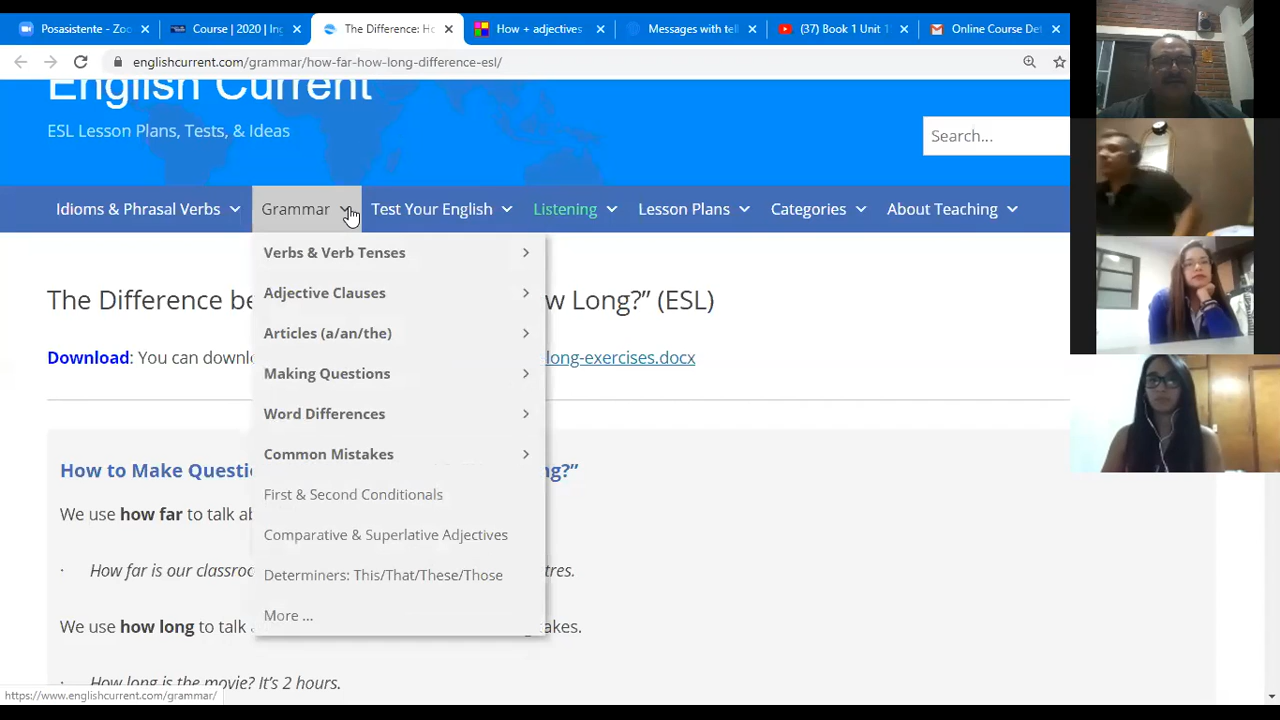 Posasistente - Zoo
Course | 2020 | In
The Difference: H
How + adjectives
Messages with tel
(37) Book 1 Unit 1
Online Course De
englishcurrent.com/grammar/how-far-how-long-difference-esl/
English Current
ESL Lesson Plans, Tests, & Ideas
Search...
Idioms & Phrasal Verbs
Grammar
Test Your English
Listening
Lesson Plans
Categories
About Teaching
Verbs & Verb Tenses
Adjective Clauses
Articles (a/an/the)
Making Questions
Word Differences
Common Mistakes
First & Second Conditionals
Comparative & Superlative Adjectives
Determiners: This/That/These/Those
More ...
The Difference be w Long?” (ESL)
Download: You can downl long-exercises.docx
How to Make Questi ng?”
We use how far to talk ab
· How far is our classroo tres.
We use how long to talk akes.
· How long is the movie? It’s 2 hours.
https://www.englishcurrent.com/grammar/